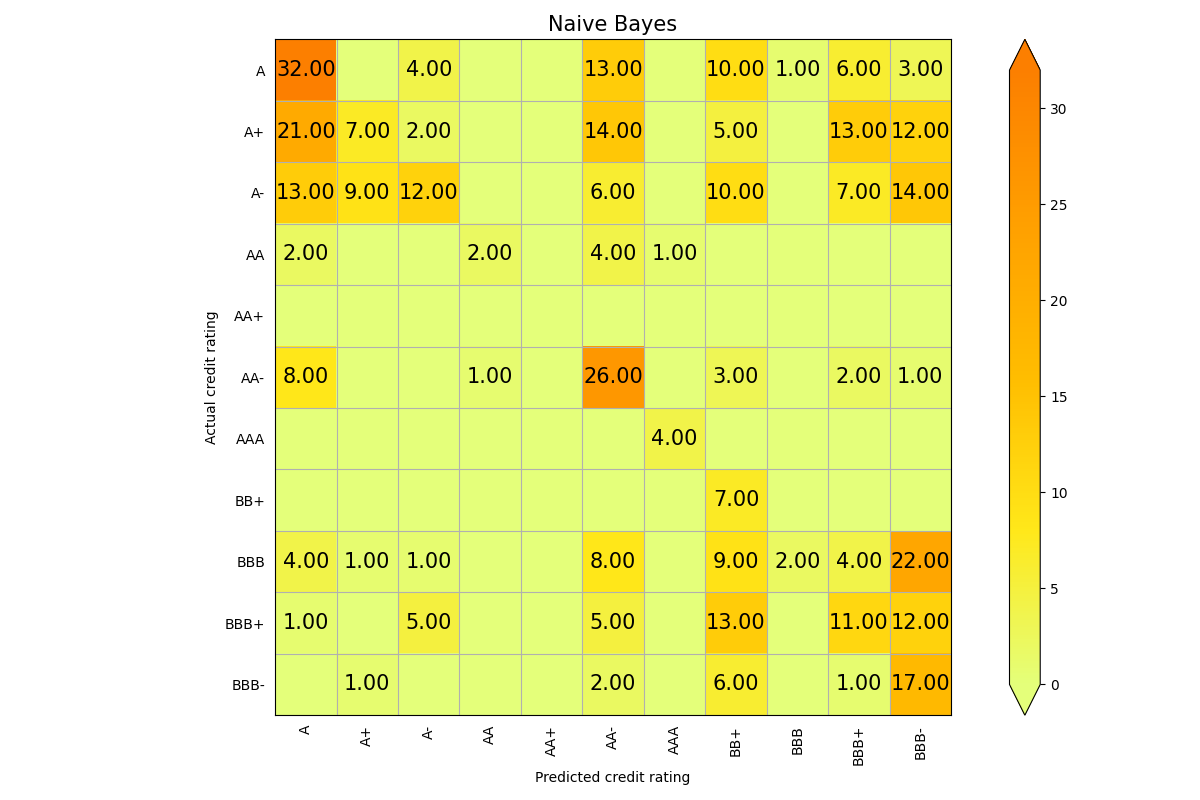 Naive Bayes
A 32.00 4.00 13.00 10.00 1.00 6.00 3.00
A+ 21.00 7.00 2.00 14.00 5.00 13.00 12.00
A- 13.00 9.00 12.00 6.00 10.00 7.00 14.00
AA 2.00 2.00 4.00 1.00
AA+
AA- 8.00 1.00 26.00 3.00 2.00 1.00
AAA 4.00
BB+ 7.00
BBB 4.00 1.00 1.00 8.00 9.00 2.00 4.00 22.00
BBB+ 1.00 5.00 5.00 13.00 11.00 12.00
BBB- 1.00 2.00 6.00 1.00 17.00
Actual credit rating
A A+ A- AA AA+ AA- AAA BB+ BBB BBB+ BBB-
Predicted credit rating
30
25
20
15
10
5
0